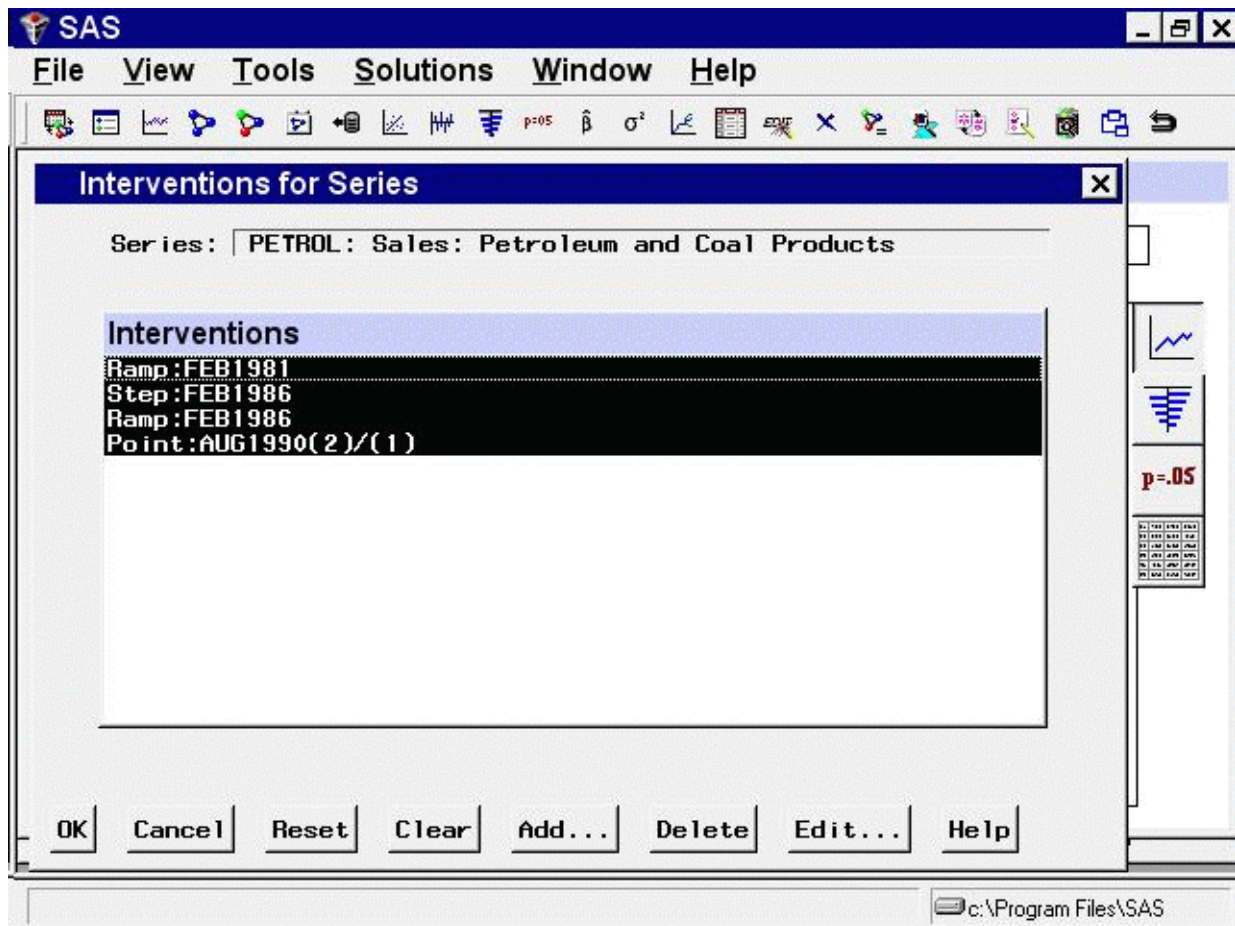 SAS
File View Tools Solutions Window Help
p=05 β̂ σ²
Interventions for Series
Series: PETROL: Sales: Petroleum and Coal Products
Interventions
Ramp:FEB1981
Step:FEB1986
Ramp:FEB1986
Point:AUG1990(2)/(1)
p=.05
OK Cancel Reset Clear Add... Delete Edit... Help
c:\Program Files\SAS